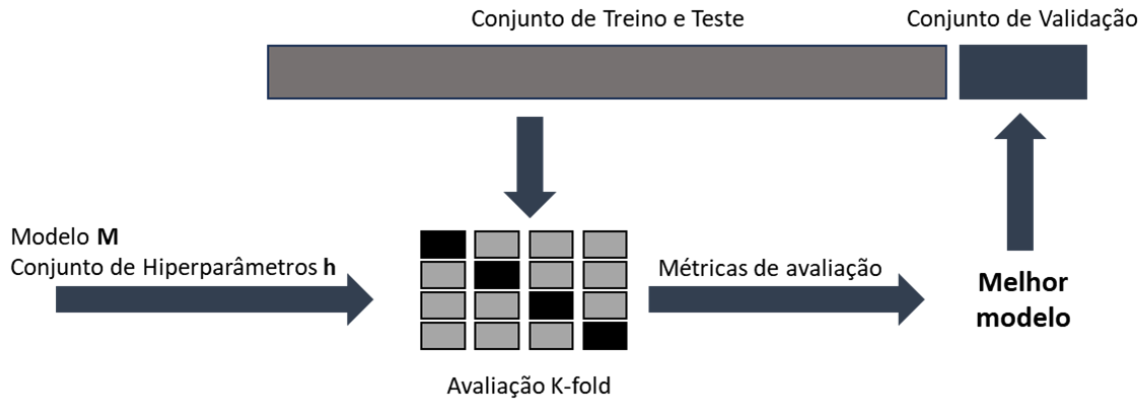 Conjunto de Treino e Teste
Conjunto de Validação
Modelo M
Conjunto de Hiperparâmetros h
Métricas de avaliação
Melhor
modelo
Avaliação K-fold